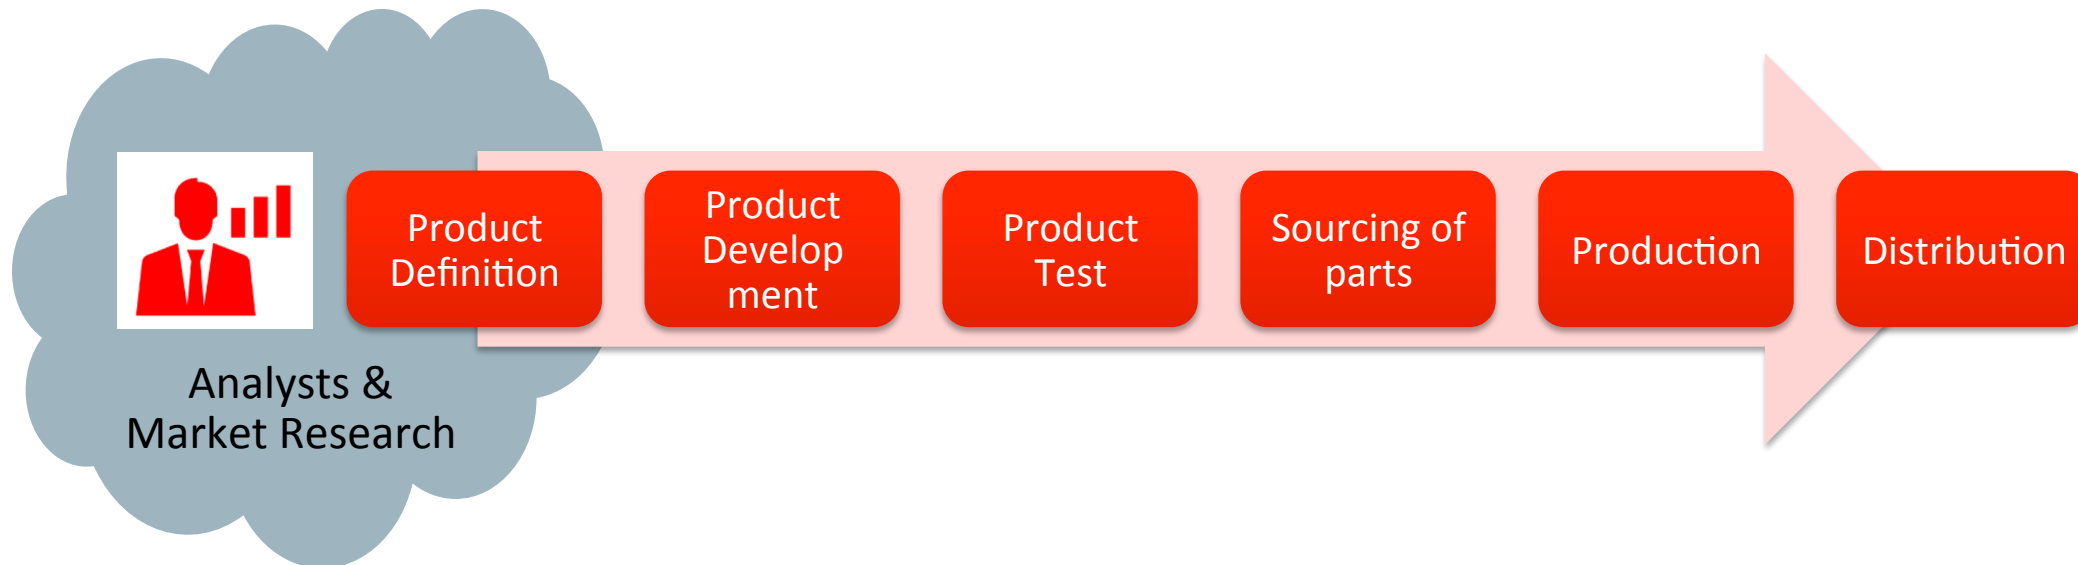 Analysts &
Market Research
Product
Definition
Product
Develop
ment
Product
Test
Sourcing of
parts
Production
Distribution